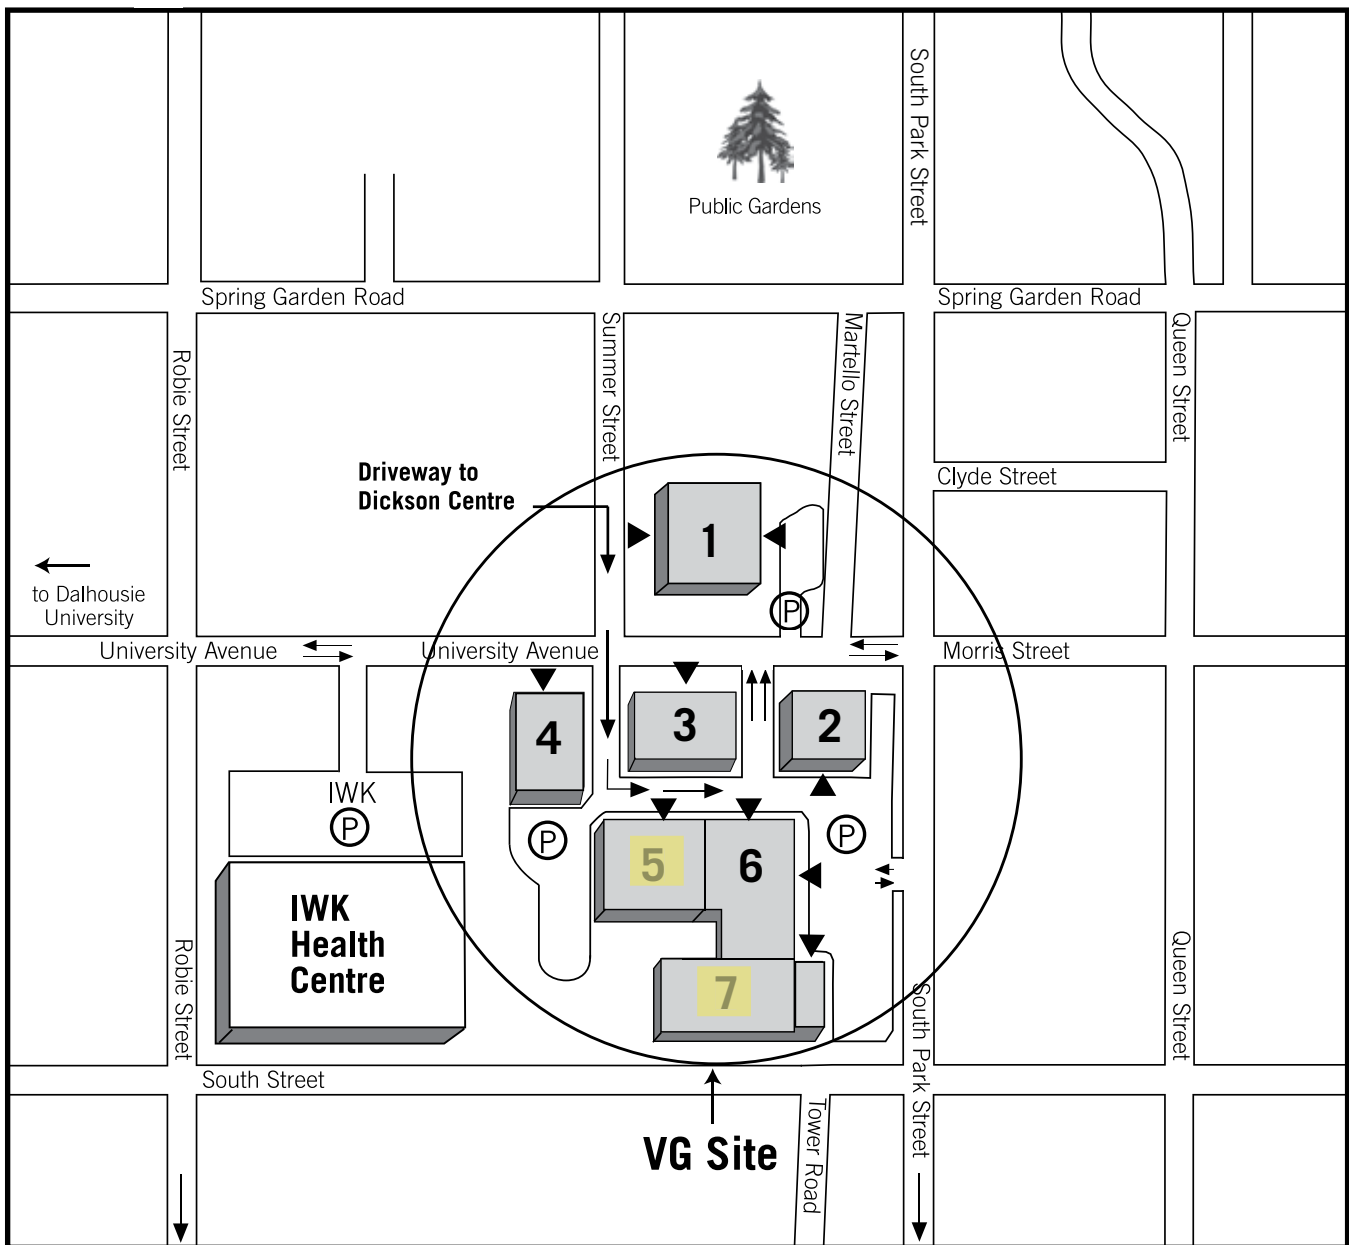 South Park Street
Public Gardens
Spring Garden Road
Spring Garden Road
Robie Street
Summer Street
Martello Street
Queen Street
Driveway to
Dickson Centre
Clyde Street
1
to Dalhousie
University
P
University Avenue
University Avenue
Morris Street
4
3
2
IWK
P
P
P
5
6
IWK
Health
Centre
7
Robie Street
South Park Street
Queen Street
South Street
VG Site
Tower Road